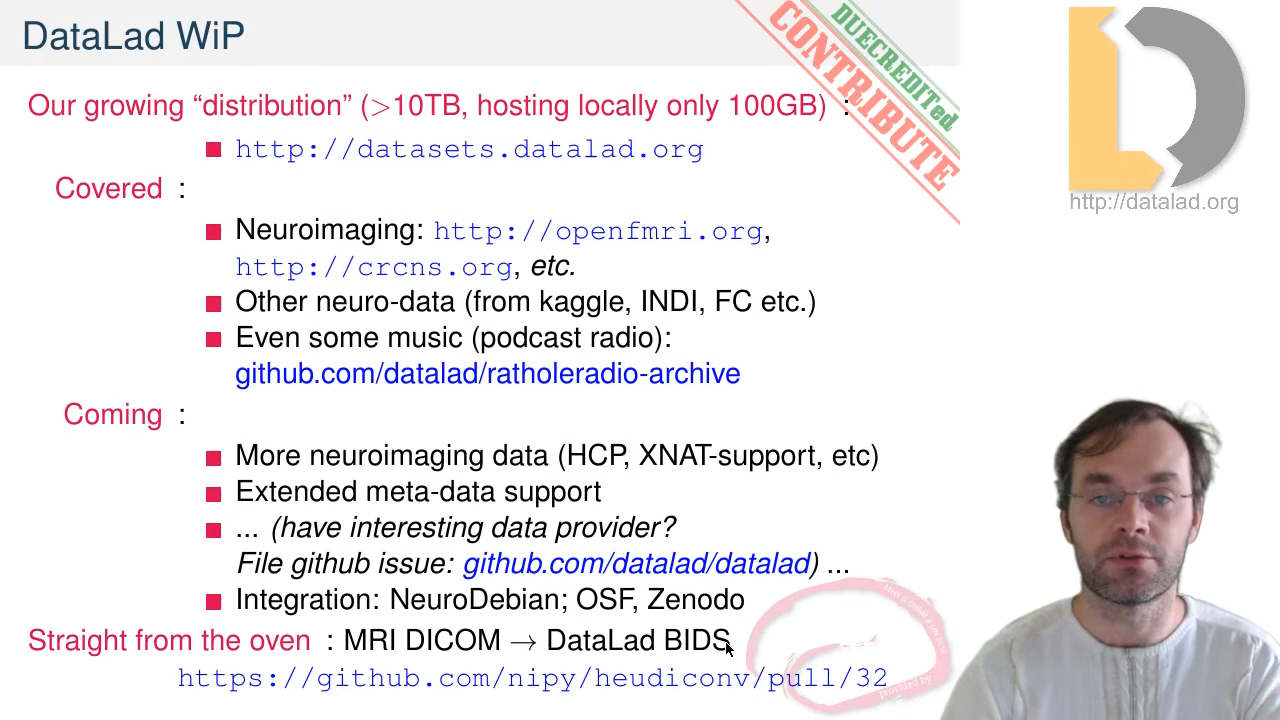 DataLad WiP
DUECREDITed
CONTRIBUTE
http://datalad.org
Our growing “distribution” (>10TB, hosting locally only 100GB) :
http://datasets.datalad.org
Covered :
Neuroimaging: http://openfmri.org,
http://crcns.org, etc.
Other neuro-data (from kaggle, INDI, FC etc.)
Even some music (podcast radio):
github.com/datalad/ratholeradio-archive
Coming :
More neuroimaging data (HCP, XNAT-support, etc)
Extended meta-data support
... (have interesting data provider?
File github issue: github.com/datalad/datalad) ...
Integration: NeuroDebian; OSF, Zenodo
Straight from the oven : MRI DICOM → DataLad BIDS
https://github.com/nipy/heudiconv/pull/32
provided by